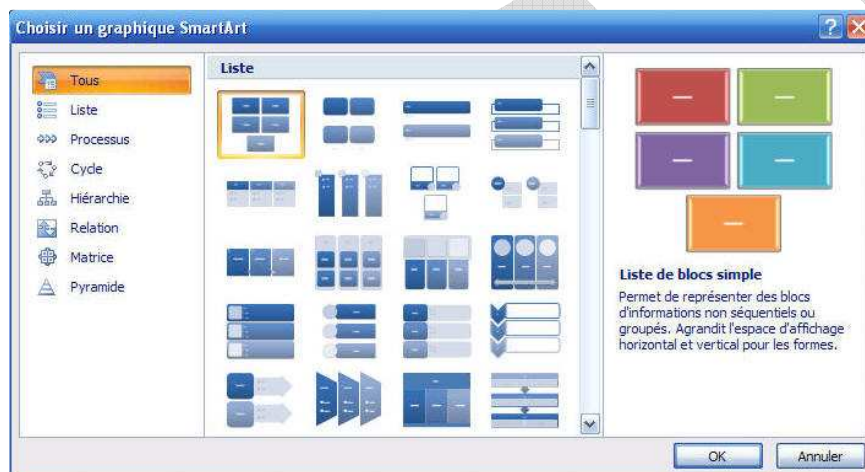 Choisir un graphique SmartArt
Tous
Liste
Processus
Cycle
Hiérarchie
Relation
Matrice
Pyramide
Liste
Liste de blocs simple
Permet de représenter des blocs
d'informations non séquentiels ou
groupés. Agrandit l'espace d'affichage
horizontal et vertical pour les formes.
OK
Annuler